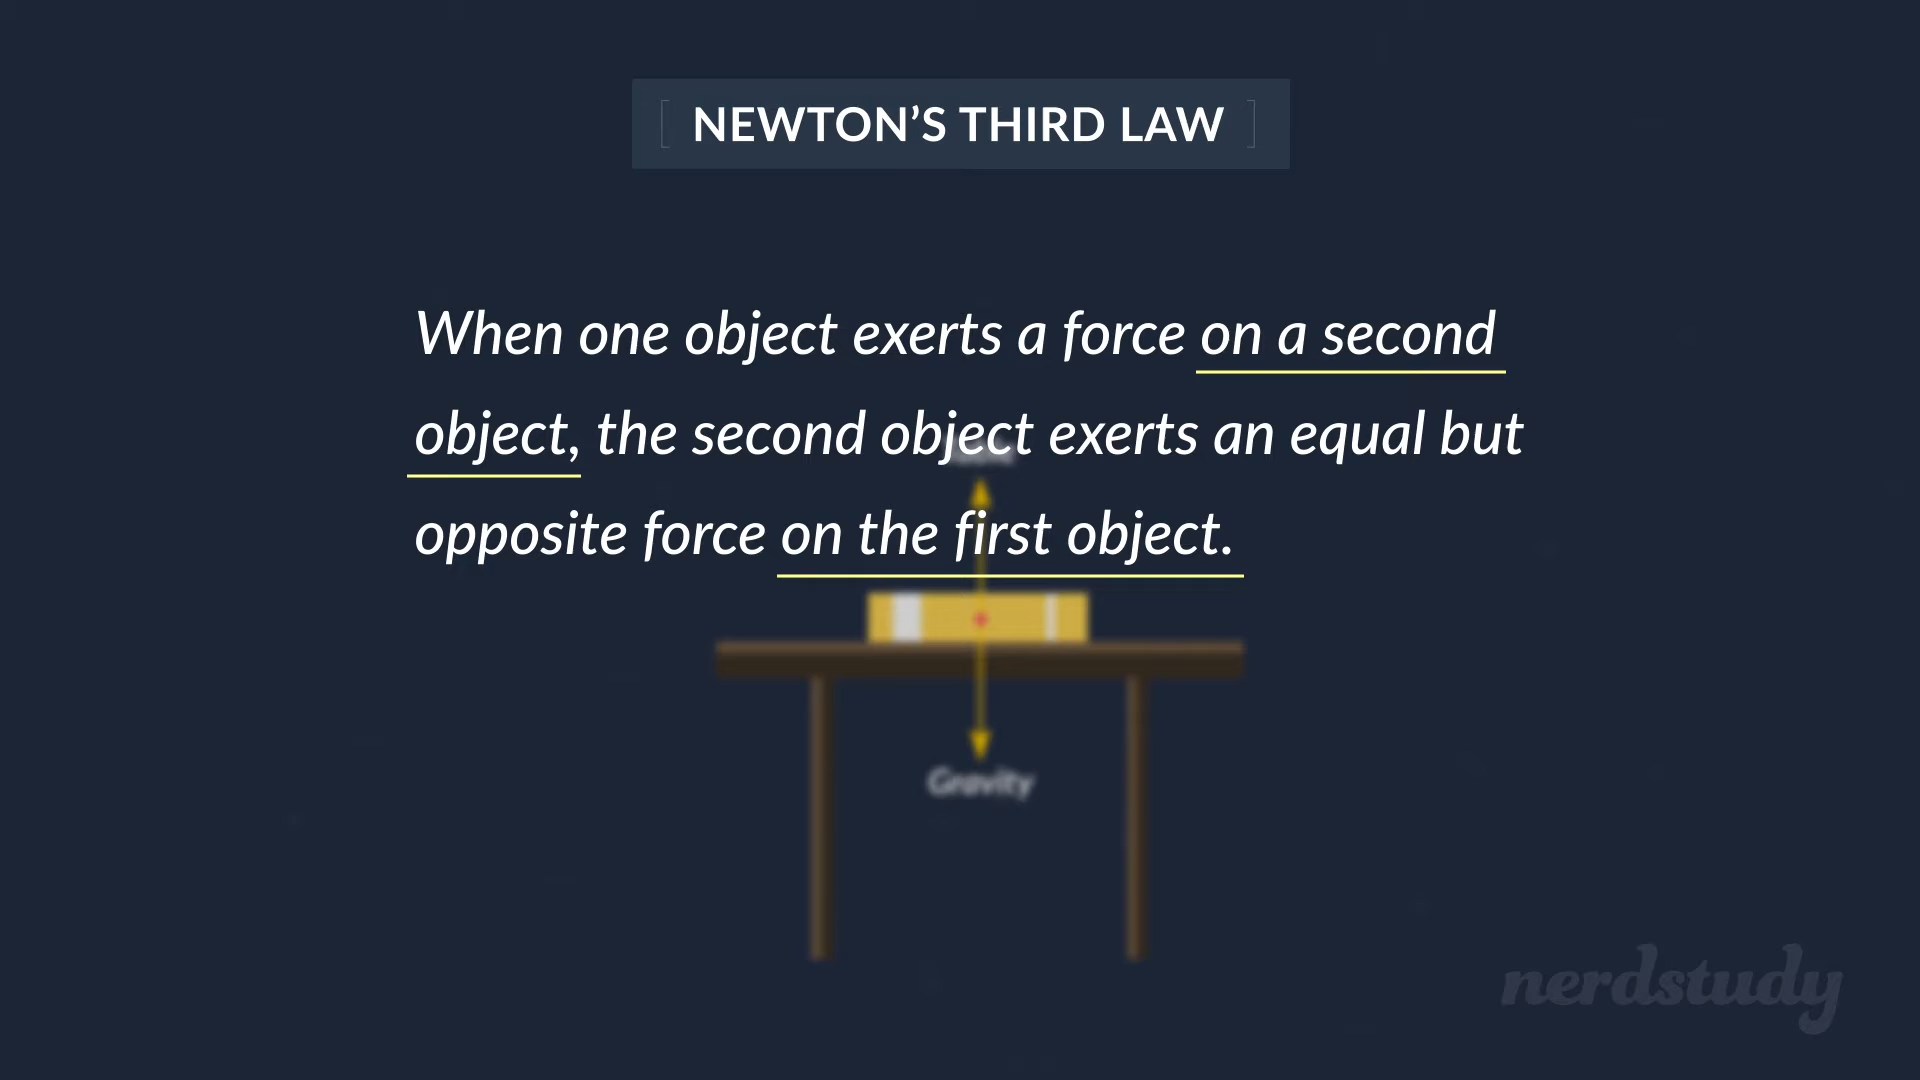 NEWTON'S THIRD LAW
When one object exerts a force on a second
object, the second object exerts an equal but
opposite force on the first object.
Gravity
nerdstudy